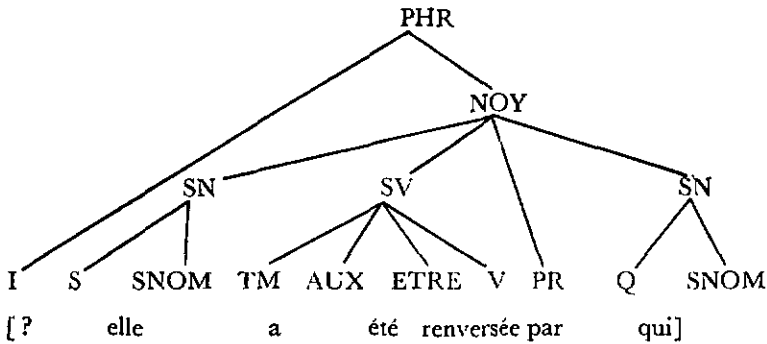 PHR
NOY
SN SV SN
I S SNOM TM AUX ETRE V PR Q SNOM
[? elle a été renversée par qui]